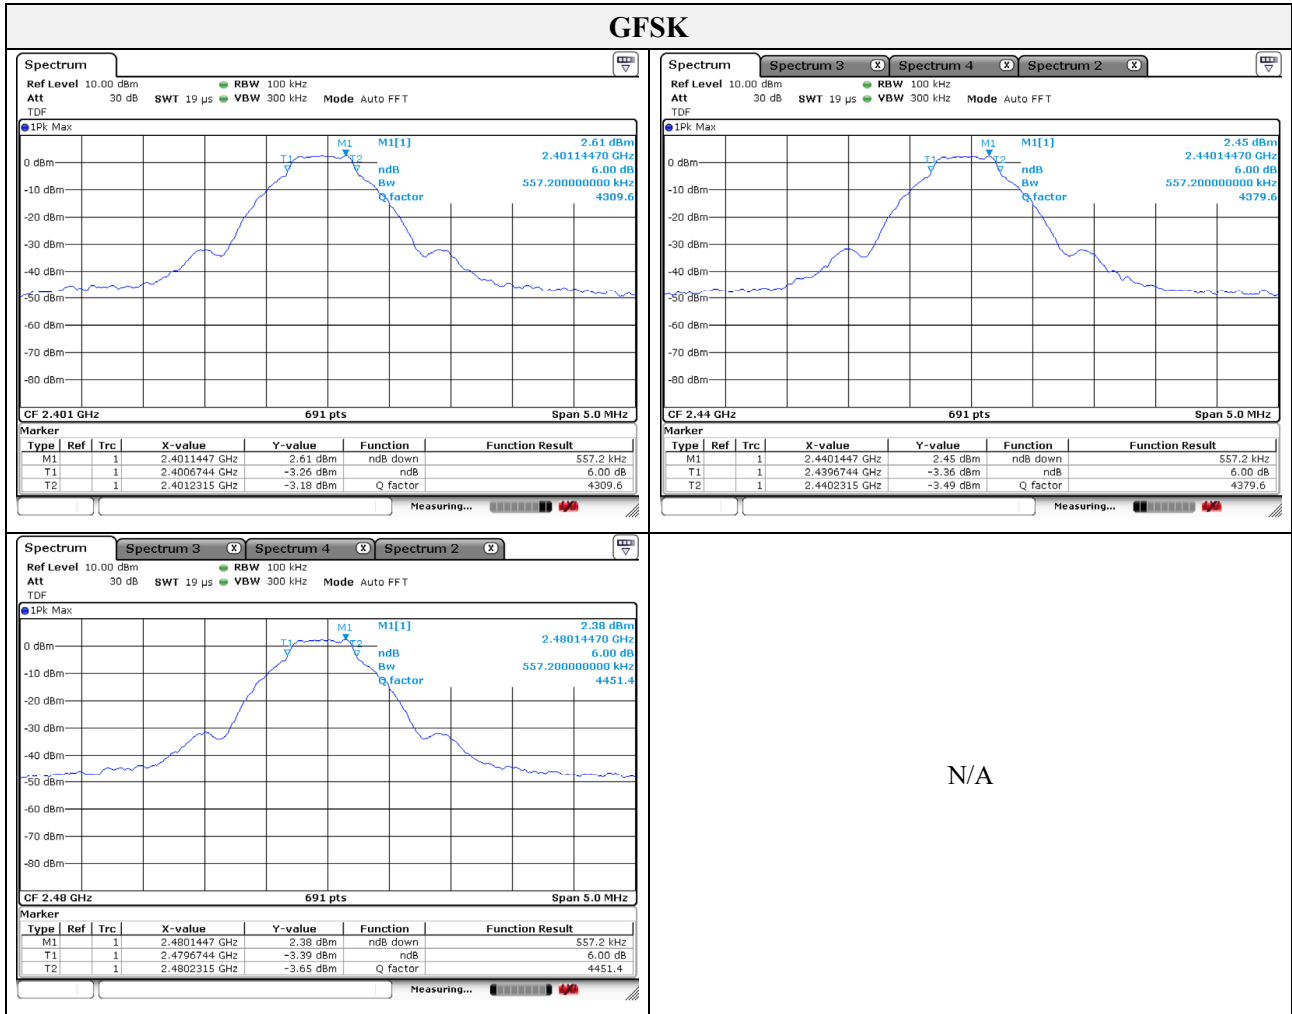 GFSK
Spectrum
Ref Level 10.00 dBm RBW 100 kHz
Att 30 dB SWT 19 µs VBW 300 kHz Mode Auto FFT
TDF
1Pk Max
M1 M1[1] 2.61 dBm
2.40114470 GHz
T1 T2 ndB 6.00 dB
Bw 557.200000000 kHz
Q factor 4309.6
0 dBm
-10 dBm
-20 dBm
-30 dBm
-40 dBm
-50 dBm
-60 dBm
-70 dBm
-80 dBm
CF 2.401 GHz 691 pts Span 5.0 MHz
Marker
Type Ref Trc X-value Y-value Function Function Result
M1 1 2.4011447 GHz 2.61 dBm ndB down 557.2 kHz
T1 1 2.4006744 GHz -3.26 dBm ndB 6.00 dB
T2 1 2.4012315 GHz -3.18 dBm Q factor 4309.6
Measuring...
Spectrum Spectrum 3 X Spectrum 4 X Spectrum 2 X
Ref Level 10.00 dBm RBW 100 kHz
Att 30 dB SWT 19 µs VBW 300 kHz Mode Auto FFT
TDF
1Pk Max
M1 M1[1] 2.45 dBm
2.44014470 GHz
T1 T2 ndB 6.00 dB
Bw 557.200000000 kHz
Q factor 4379.6
0 dBm
-10 dBm
-20 dBm
-30 dBm
-40 dBm
-50 dBm
-60 dBm
-70 dBm
-80 dBm
CF 2.44 GHz 691 pts Span 5.0 MHz
Marker
Type Ref Trc X-value Y-value Function Function Result
M1 1 2.4401447 GHz 2.45 dBm ndB down 557.2 kHz
T1 1 2.4396744 GHz -3.36 dBm ndB 6.00 dB
T2 1 2.4402315 GHz -3.49 dBm Q factor 4379.6
Measuring...
Spectrum Spectrum 3 X Spectrum 4 X Spectrum 2 X
Ref Level 10.00 dBm RBW 100 kHz
Att 30 dB SWT 19 µs VBW 300 kHz Mode Auto FFT
TDF
1Pk Max
M1 M1[1] 2.38 dBm
2.48014470 GHz
T1 T2 ndB 6.00 dB
Bw 557.200000000 kHz
Q factor 4451.4
0 dBm
-10 dBm
-20 dBm
-30 dBm
-40 dBm
-50 dBm
-60 dBm
-70 dBm
-80 dBm
CF 2.48 GHz 691 pts Span 5.0 MHz
Marker
Type Ref Trc X-value Y-value Function Function Result
M1 1 2.4801447 GHz 2.38 dBm ndB down 557.2 kHz
T1 1 2.4796744 GHz -3.39 dBm ndB 6.00 dB
T2 1 2.4802315 GHz -3.65 dBm Q factor 4451.4
Measuring...
N/A